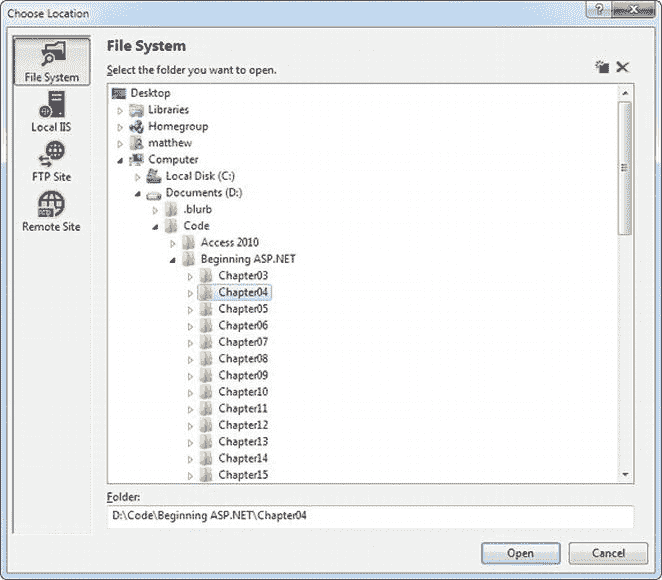 Choose Location
File System
Local IIS
FTP Site
Remote Site
File System
Select the folder you want to open.
Desktop
Libraries
Homegroup
matthew
Computer
Local Disk (C:)
Documents (D:)
.blurb
Code
Access 2010
Beginning ASP.NET
Chapter03
Chapter04
Chapter05
Chapter06
Chapter07
Chapter08
Chapter09
Chapter10
Chapter11
Chapter12
Chapter13
Chapter14
Chapter15
Folder:
D:\Code\Beginning ASP.NET\Chapter04
Open Cancel